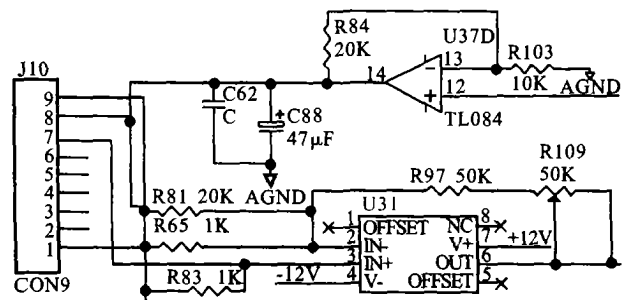 R84
20K
U37D
J10
13
R103
14
12
10K
AGND
TL084
9
8
7
6
5
4
3
2
1
CON9
C62
C
C88
47μF
AGND
R97 50K
R109
50K
R81 20K
R65 1K
R83 1K
U31
1 OFFSET NC 8
2 IN- V+ 7
3 IN+ OUT 6
4 V- OFFSET 5
+12V
-12V